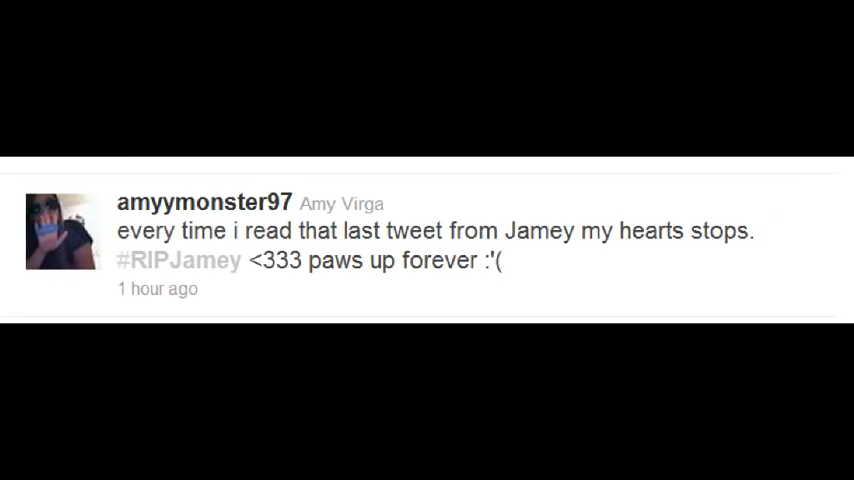 amyymonster97 Amy Virga
every time i read that last tweet from Jamey my hearts stops.
#RIPJamey <333 paws up forever :'(
1 hour ago